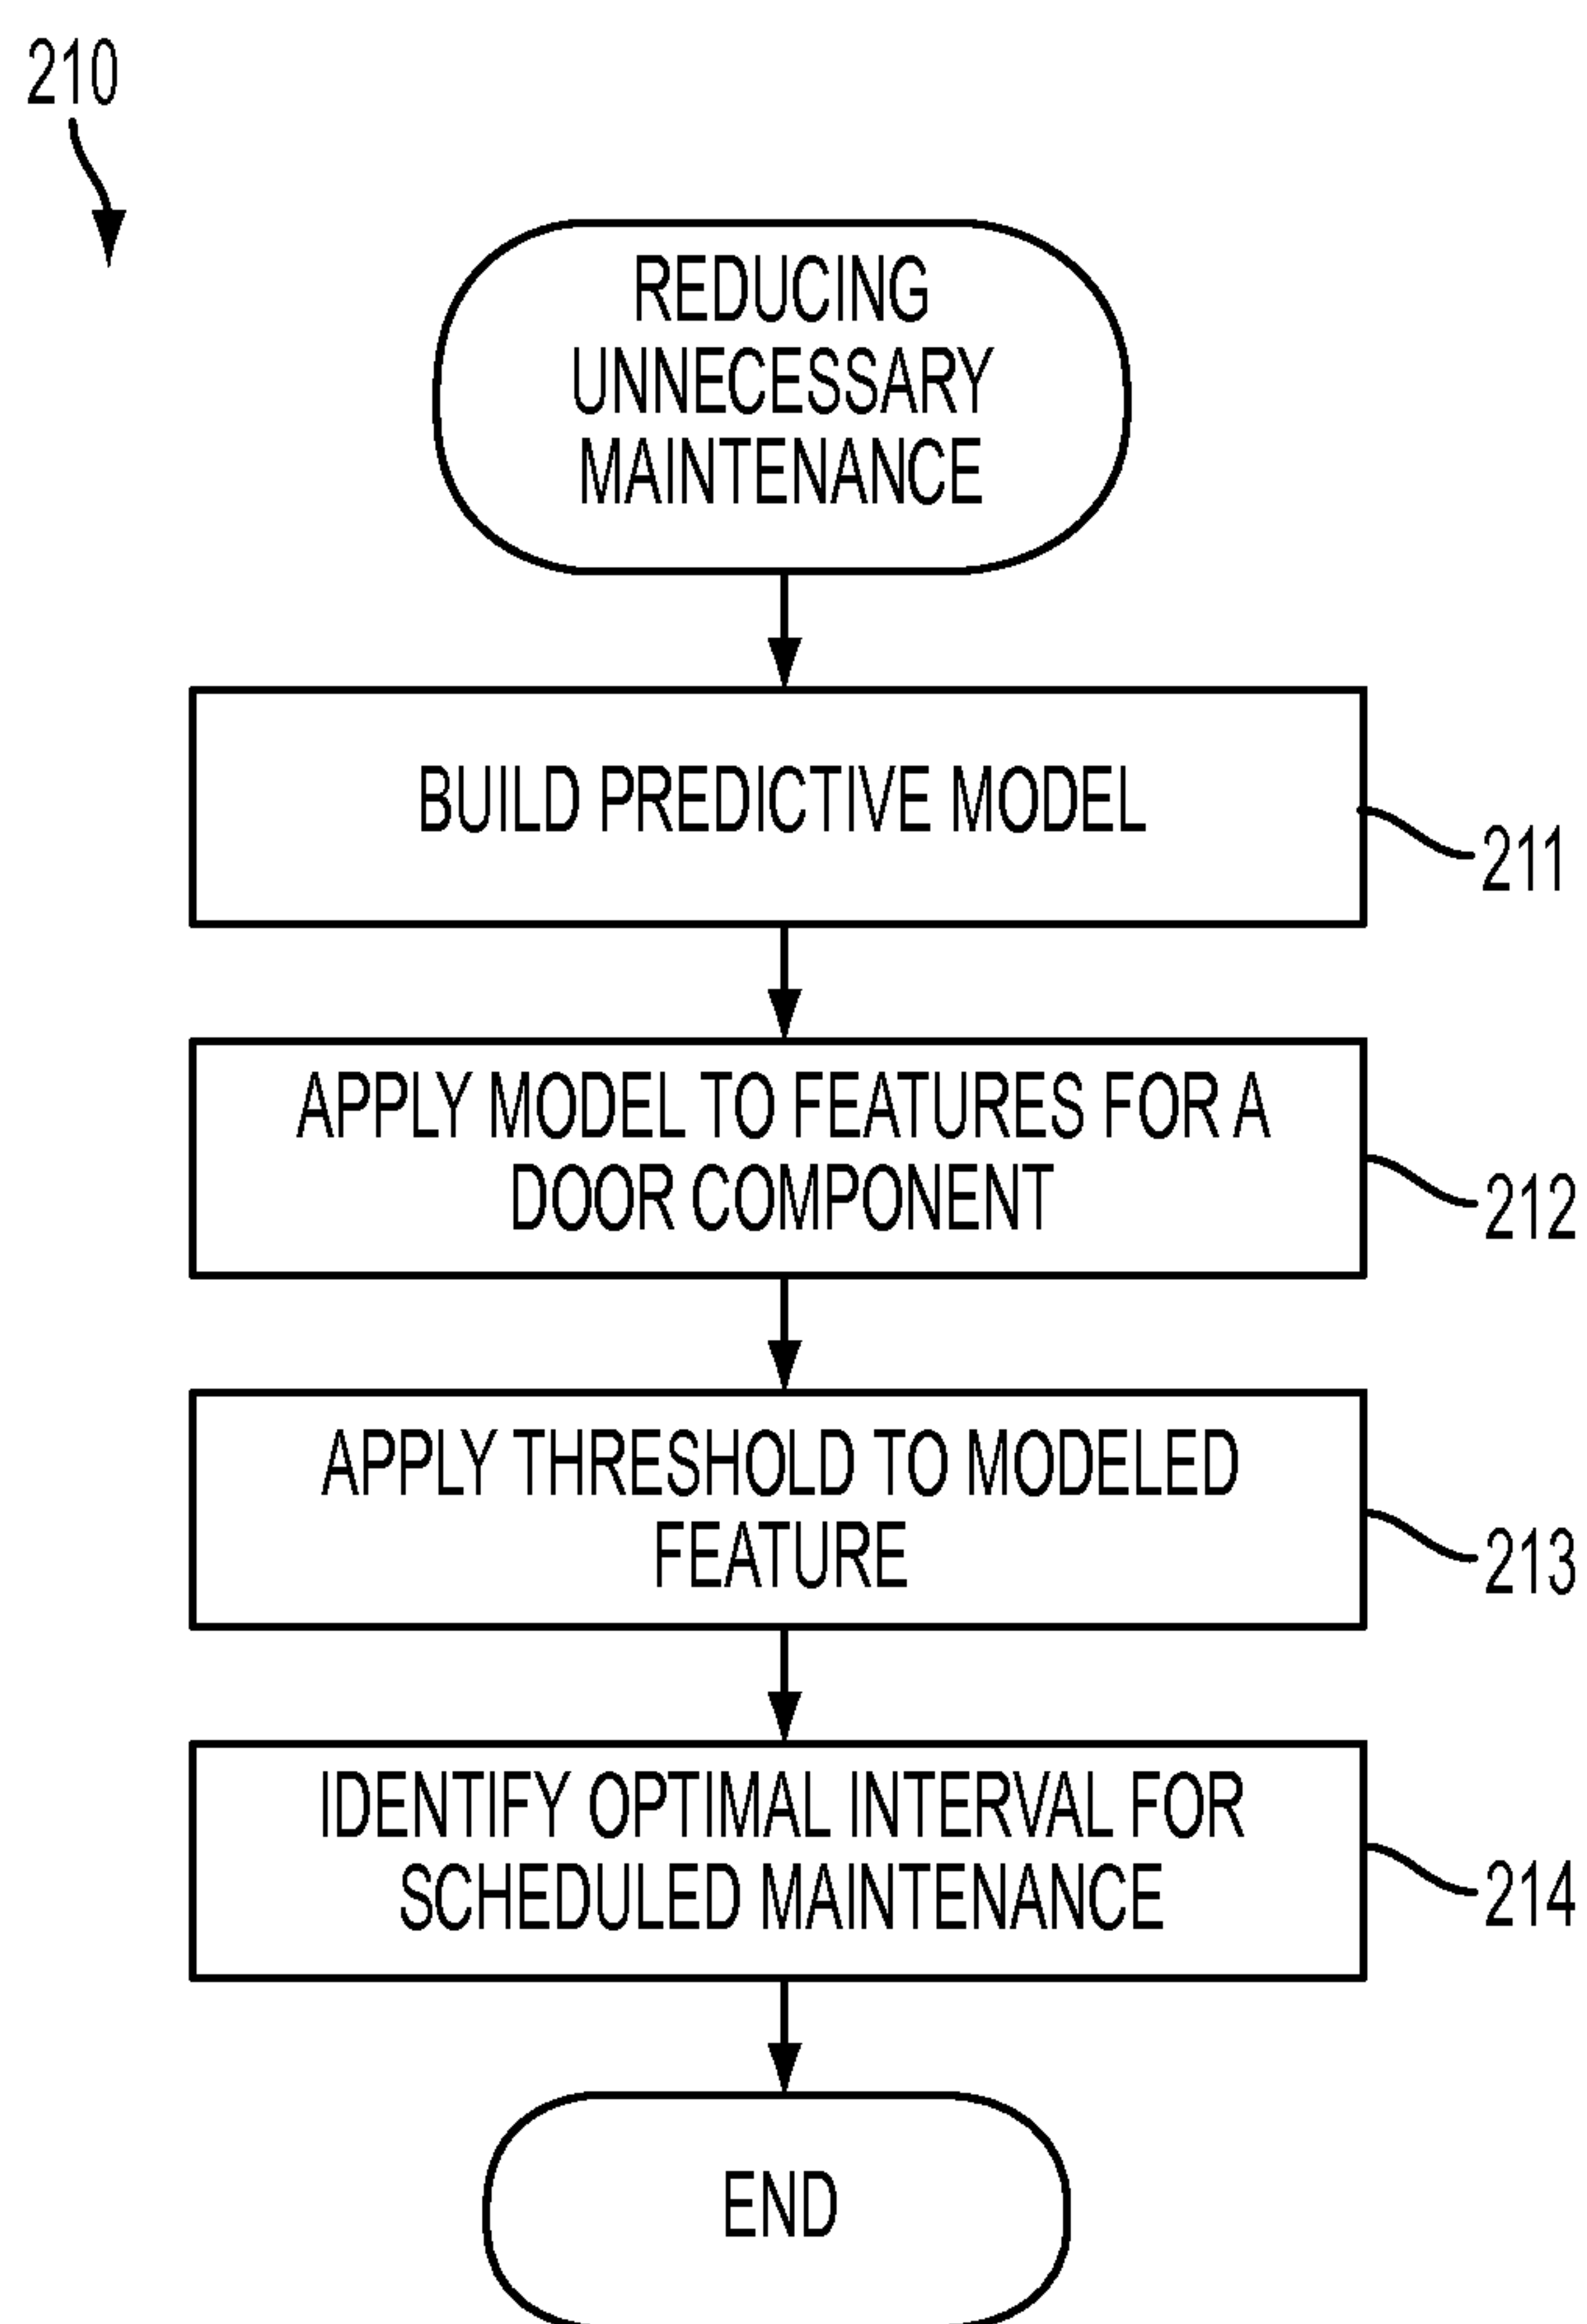 210
REDUCING
UNNECESSARY
MAINTENANCE
BUILD PREDICTIVE MODEL
211
APPLY MODEL TO FEATURES FOR A
DOOR COMPONENT
212
APPLY THRESHOLD TO MODELED
FEATURE
213
IDENTIFY OPTIMAL INTERVAL FOR
SCHEDULED MAINTENANCE
214
END